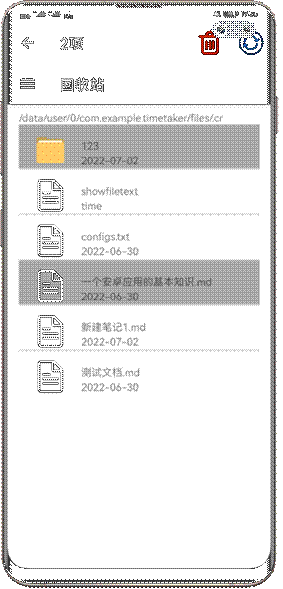 2项
回收站
/data/user/0/com.example.timetaker/files/.cr
123
2022-07-02
showfiletext
time
configs.txt
2022-06-30
一个安卓应用的基本知识.md
2022-06-30
新建笔记1.md
2022-07-02
测试文档.md
2022-06-30